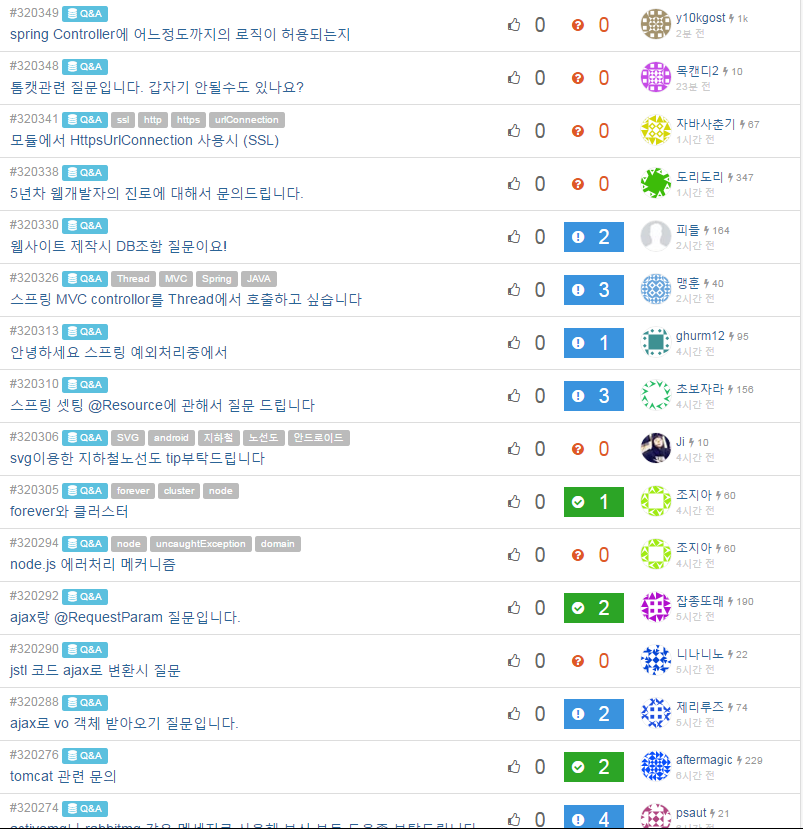 #320349 Q&A
spring Controller에 어느정도까지의 로직이 허용되는지
0 0 y10kgost 1k
2분 전
#320348 Q&A
톰캣관련 질문입니다. 갑자기 안될수도 있나요?
0 0 목캔디2 10
23분 전
#320341 Q&A ssl http https urlConnection
모듈에서 HttpsUrlConnection 사용시 (SSL)
0 0 자바사춘기 67
1시간 전
#320338 Q&A
5년차 웹개발자의 진로에 대해서 문의드립니다.
0 0 도리도리 347
1시간 전
#320330 Q&A
웹사이트 제작시 DB조합 질문이요!
0 2 피들 164
2시간 전
#320326 Q&A Thread MVC Spring JAVA
스프링 MVC controllor를 Thread에서 호출하고 싶습니다
0 3 맹훈 40
2시간 전
#320313 Q&A
안녕하세요 스프링 예외처리중에서
0 1 ghurm12 95
4시간 전
#320310 Q&A
스프링 셋팅 @Resource에 관해서 질문 드립니다
0 3 초보자라 156
4시간 전
#320306 Q&A SVG android 지하철 노선도 안드로이드
svg이용한 지하철노선도 tip부탁드립니다
0 0 Ji 10
4시간 전
#320305 Q&A forever cluster node
forever와 클러스터
0 1 조지아 60
4시간 전
#320294 Q&A node uncaughtException domain
node.js 에러처리 메커니즘
0 0 조지아 60
4시간 전
#320292 Q&A
ajax랑 @RequestParam 질문입니다.
0 2 잡종또래 190
5시간 전
#320290 Q&A
jstl 코드 ajax로 변환시 질문
0 0 니나니노 22
5시간 전
#320288 Q&A
ajax로 vo 객체 받아오기 질문입니다.
0 2 제리루즈 74
5시간 전
#320276 Q&A
tomcat 관련 문의
0 2 aftermagic 229
6시간 전
#320274 Q&A
0 4 psaut 21